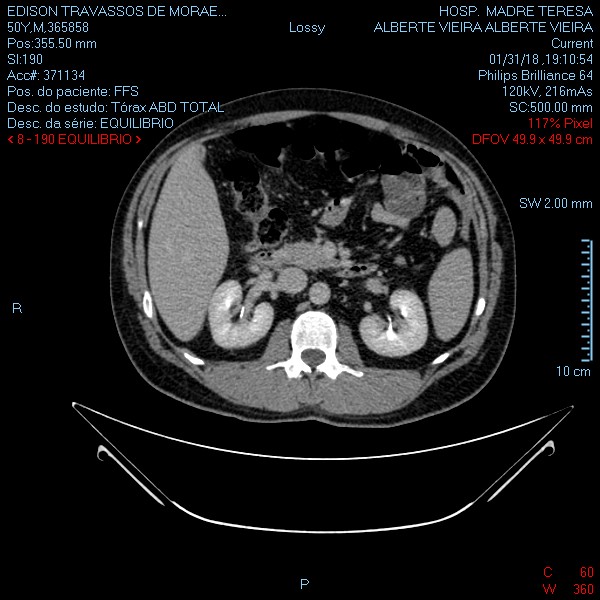 EDISON TRAVASSOS DE MORAE...
50Y,M,365858
Pos:355.50 mm
SI:190
Acc#: 371134
Pos. do paciente: FFS
Desc. do estudo: Tórax ABD TOTAL
Desc. da série: EQUILIBRIO
< 8 - 190 EQUILIBRIO >
Lossy
HOSP. MADRE TERESA
ALBERTE VIEIRA ALBERTE VIEIRA
Current
01/31/18 ,19:10:54
Philips Brilliance 64
120kV, 216mAs
SC:500.00 mm
117% Pixel
DFOV 49.9 x 49.9 cm
SW 2.00 mm
R
10 cm
P
C 60
W 360